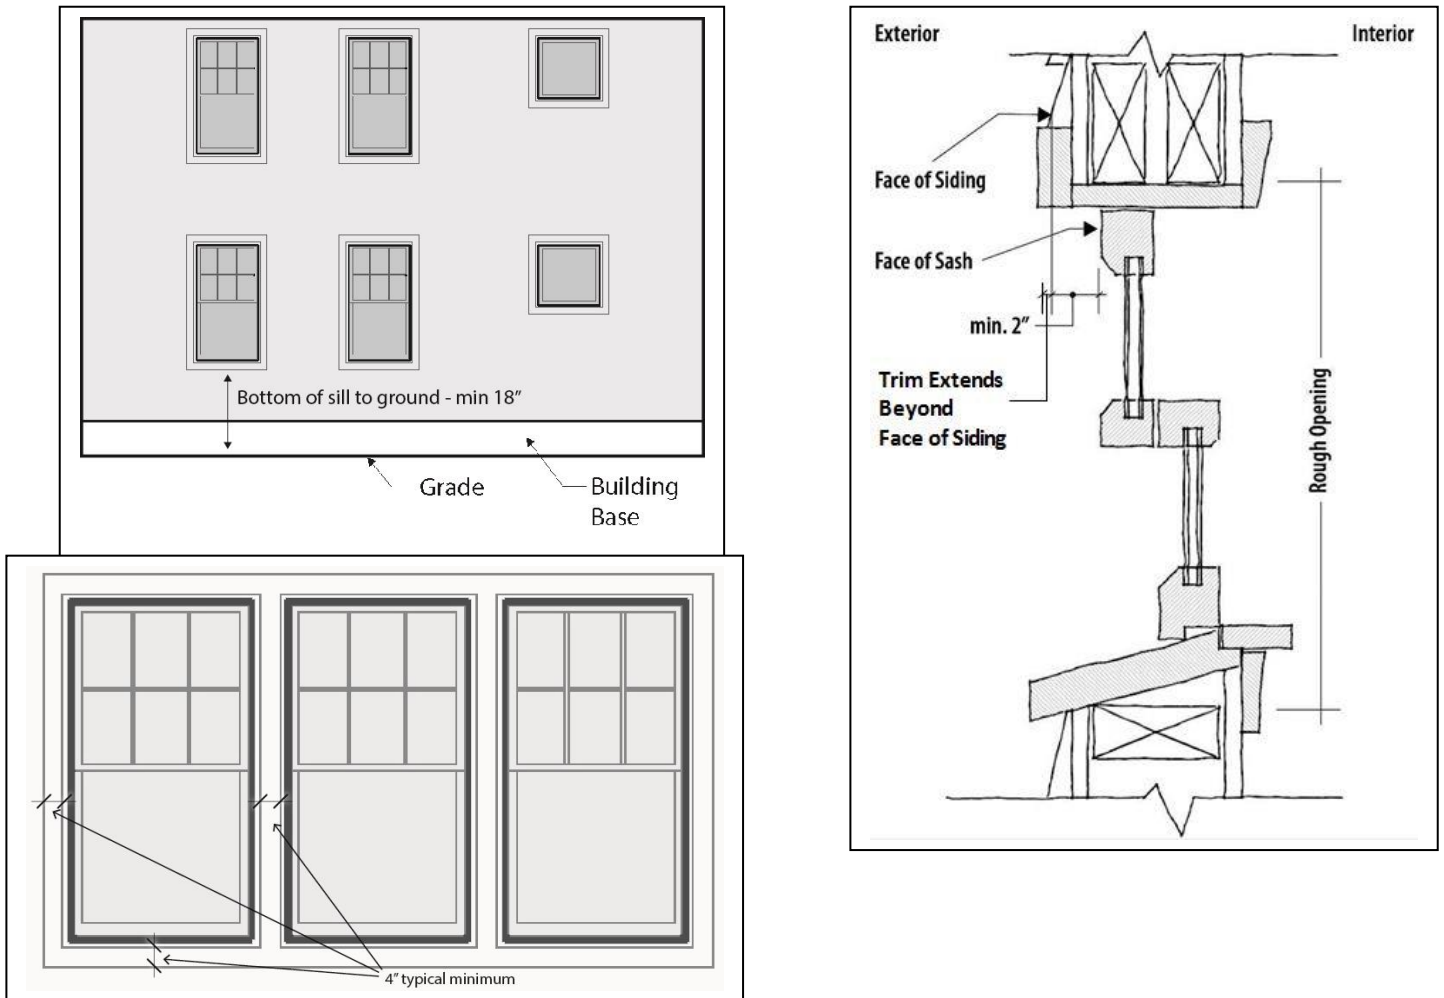 Bottom of sill to ground - min 18”
Grade
Building
Base
4” typical minimum
Exterior
Interior
Face of Siding
Face of Sash
min. 2”
Trim Extends
Beyond
Face of Siding
Rough Opening